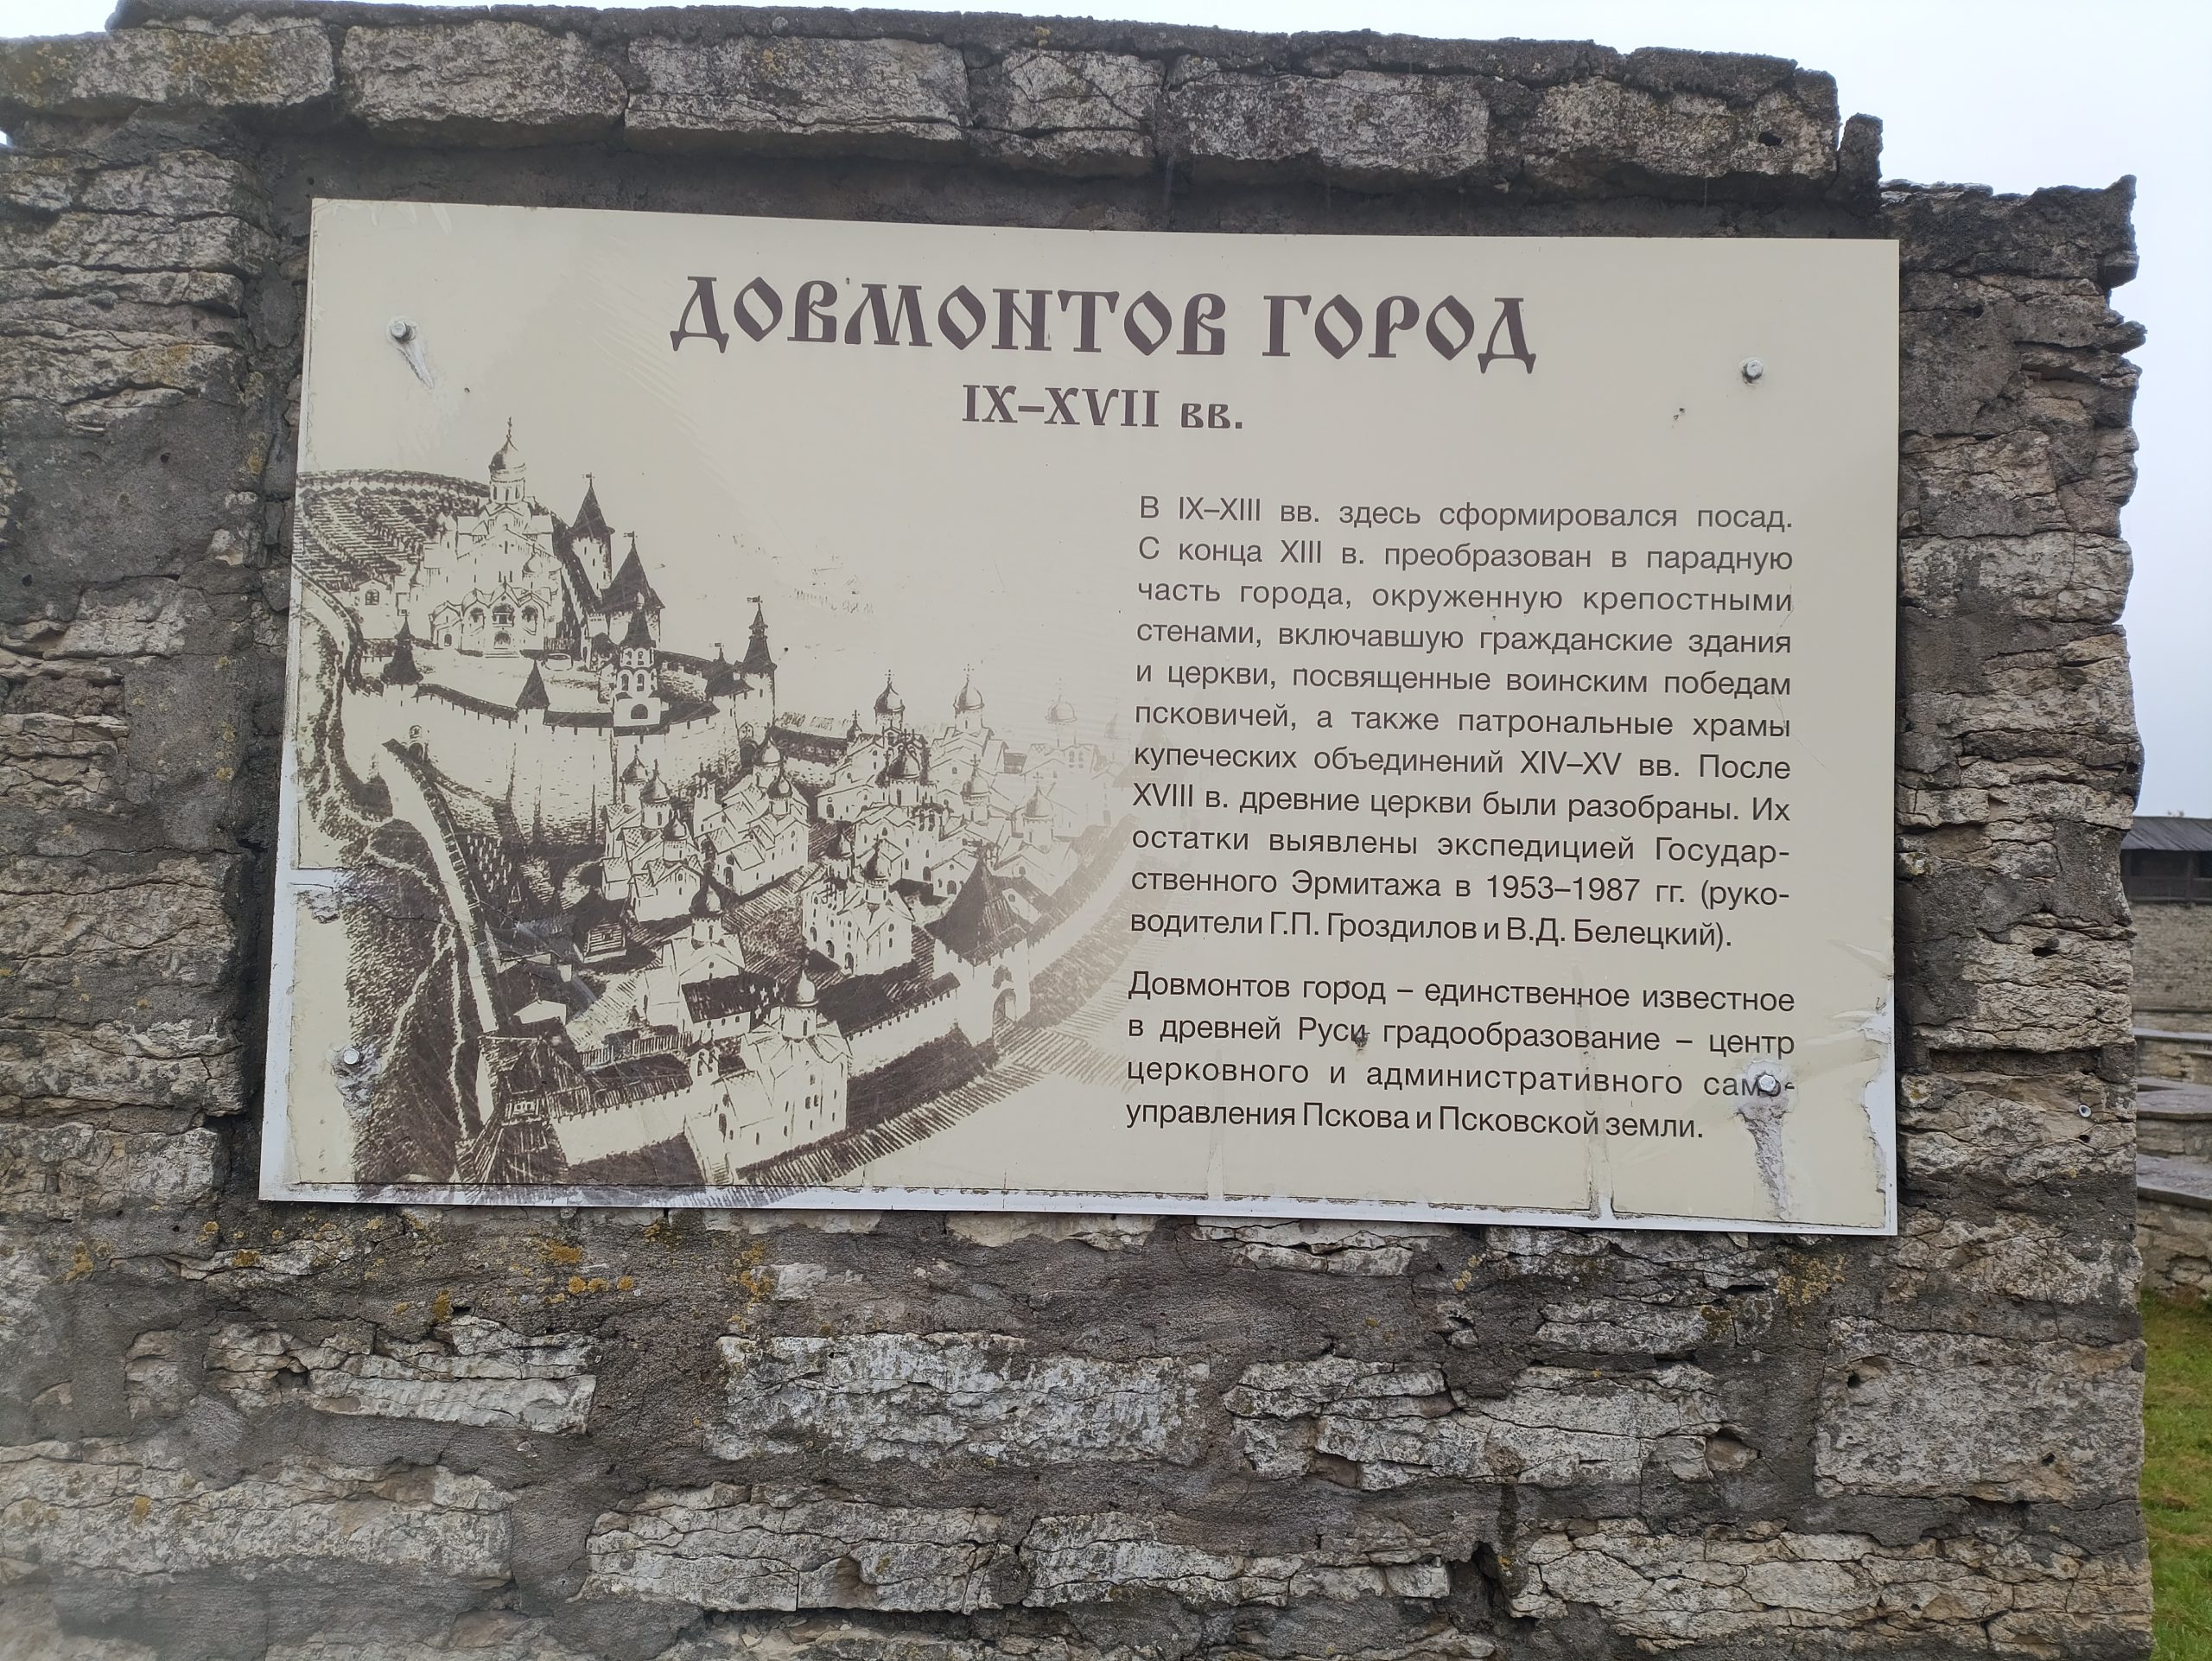 ДОВМОНТОВ ГОРОД
IX–XVII вв.
В IX–XIII вв. здесь сформировался посад.
С конца XIII в. преобразован в парадную
часть города, окруженную крепостными
стенами, включавшую гражданские здания
и церкви, посвященные воинским победам
псковичей, а также патрональные храмы
купеческих объединений XIV–XV вв. После
XVIII в. древние церкви были разобраны. Их
остатки выявлены экспедицией Государ-
ственного Эрмитажа в 1953–1987 гг. (руко-
водители Г.П. Гроздилов и В.Д. Белецкий).
Довмонтов город – единственное известное
в древней Руси градообразование – центр
церковного и административного само-
управления Пскова и Псковской земли.